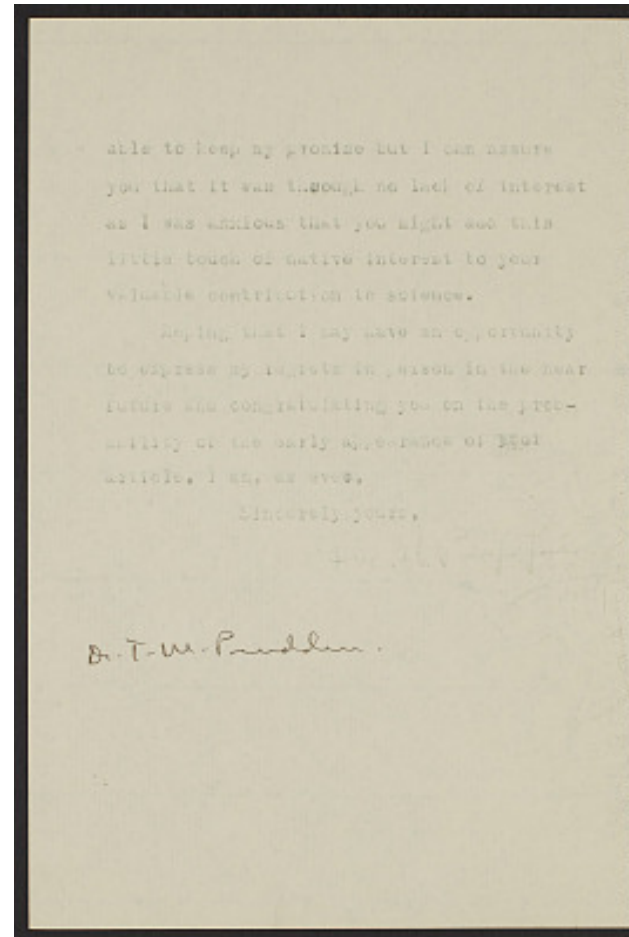 able to keep my promise but I can assure
you that it was through no lack of interest
as I was anxious that you might add this
little touch of native interest to your
valuable contribution to science.
Hoping that I may have an opportunity
to express my regrets in person in the near
future and congratulating you on the prob-
ability of the early appearance of your
article, I am, as ever,
Sincerely yours,
Dr. T. M. Prudden.